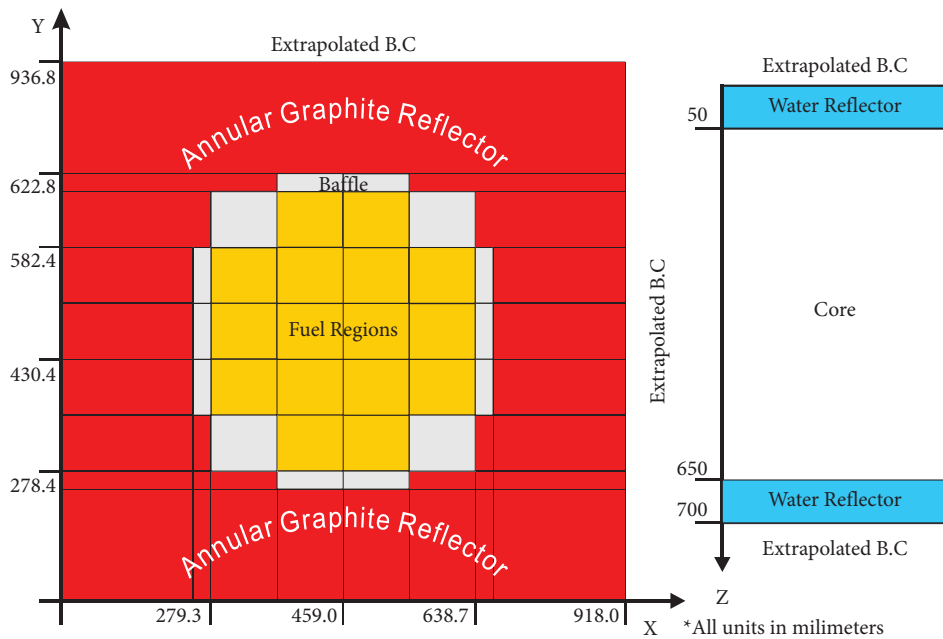 Y
Extrapolated B.C
936.8
Annular Graphite Reflector
622.8
Baffle
582.4
Fuel Regions
430.4
278.4
Annular Graphite Reflector
279.3
459.0
638.7
918.0
X
Extrapolated B.C
Extrapolated B.C
Water Reflector
50
Core
650
Water Reflector
700
Extrapolated B.C
Z
*All units in milimeters